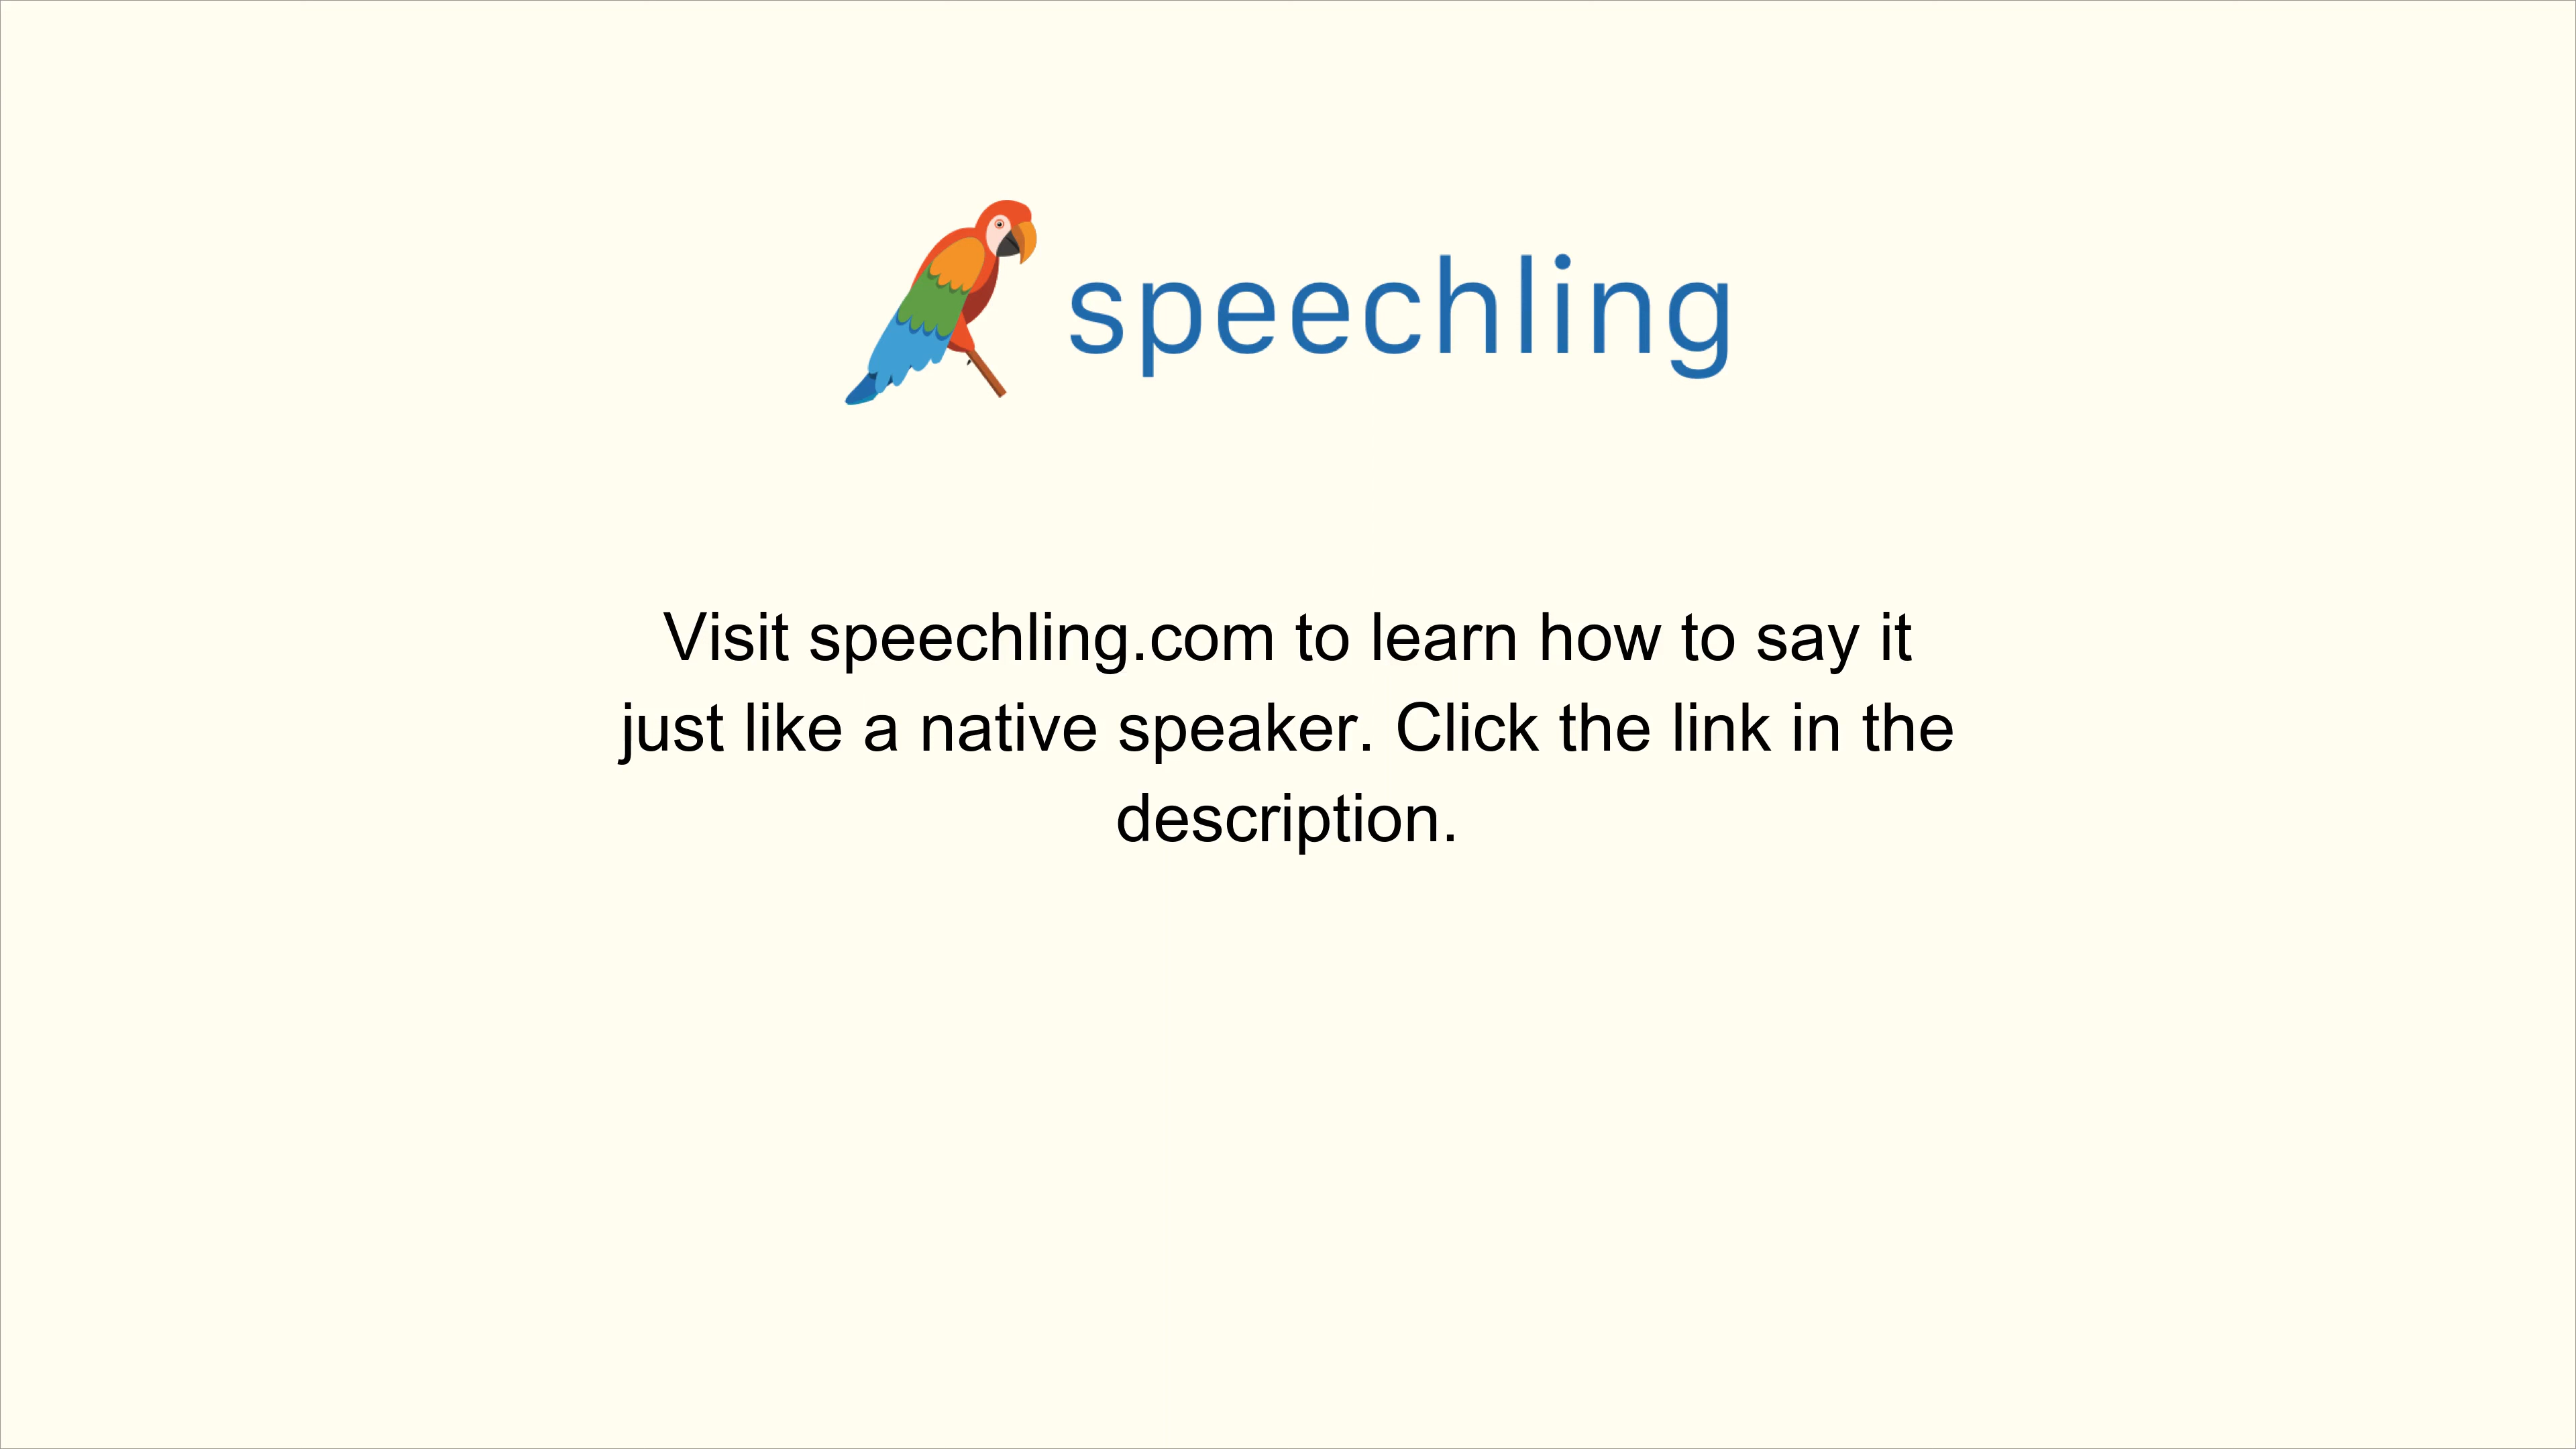 speechling
Visit speechling.com to learn how to say it
just like a native speaker. Click the link in the
description.